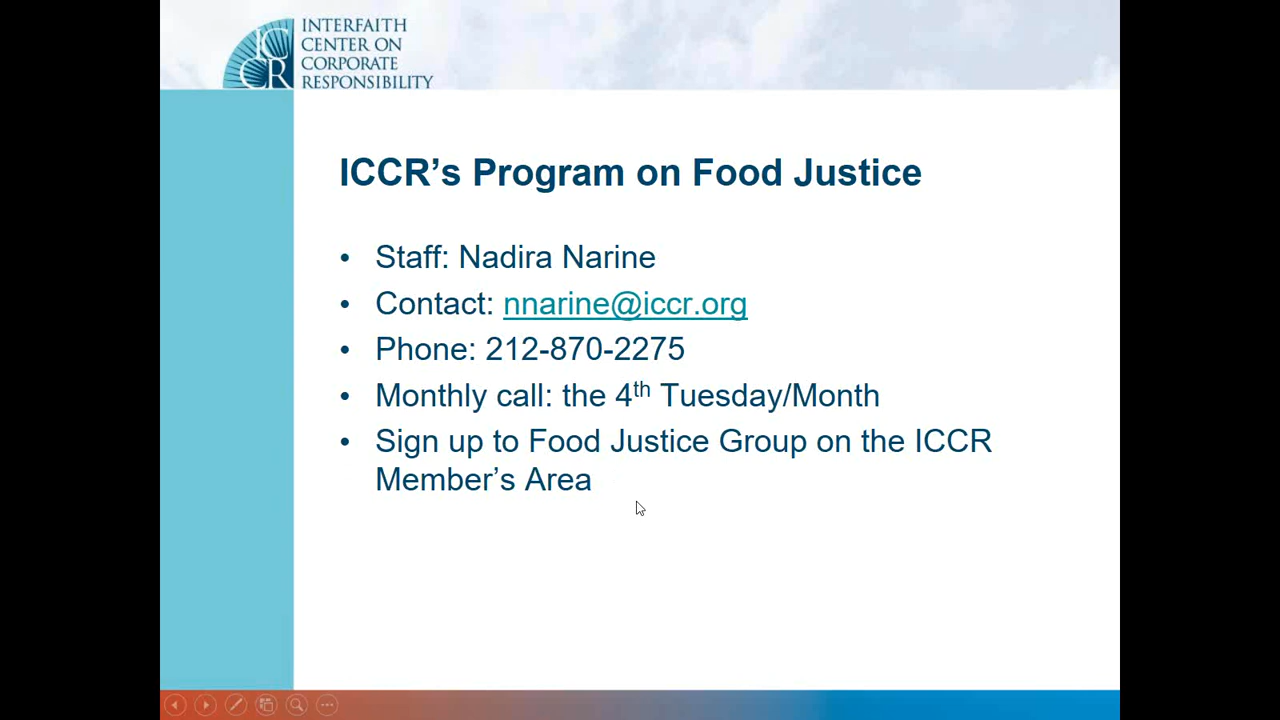 ICCR
INTERFAITH
CENTER ON
CORPORATE
RESPONSIBILITY
ICCR’s Program on Food Justice
• Staff: Nadira Narine
• Contact: nnarine@iccr.org
• Phone: 212-870-2275
• Monthly call: the 4th Tuesday/Month
• Sign up to Food Justice Group on the ICCR
Member’s Area